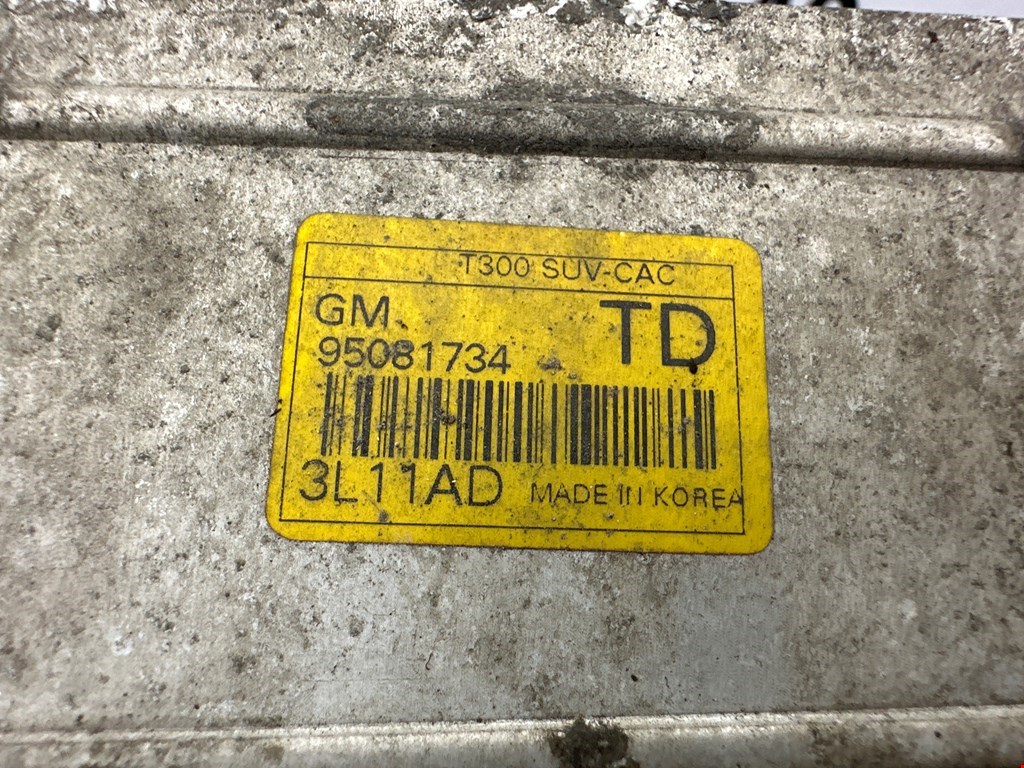 T300 SUV-CAC
GM
TD
95081734
3L11AD MADE IN KOREA